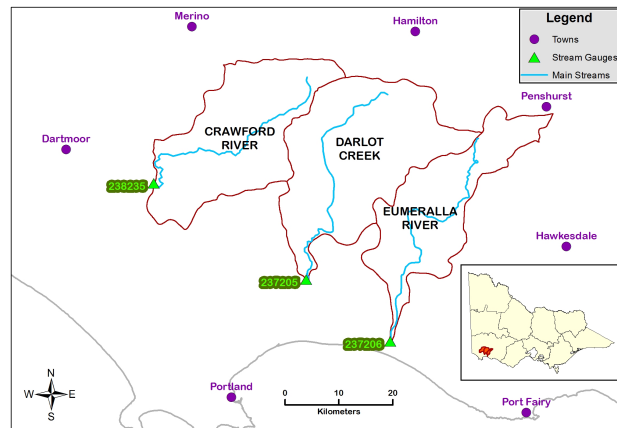 Merino
Hamilton
Legend
Towns
Stream Gauges
Main Streams
Penshurst
Dartmoor
CRAWFORD
RIVER
DARLOT
CREEK
238235
EUMERALLA
RIVER
Hawkesdale
237205
237206
N
W E
S
Portland
0 10 20
Kilometers
Port Fairy